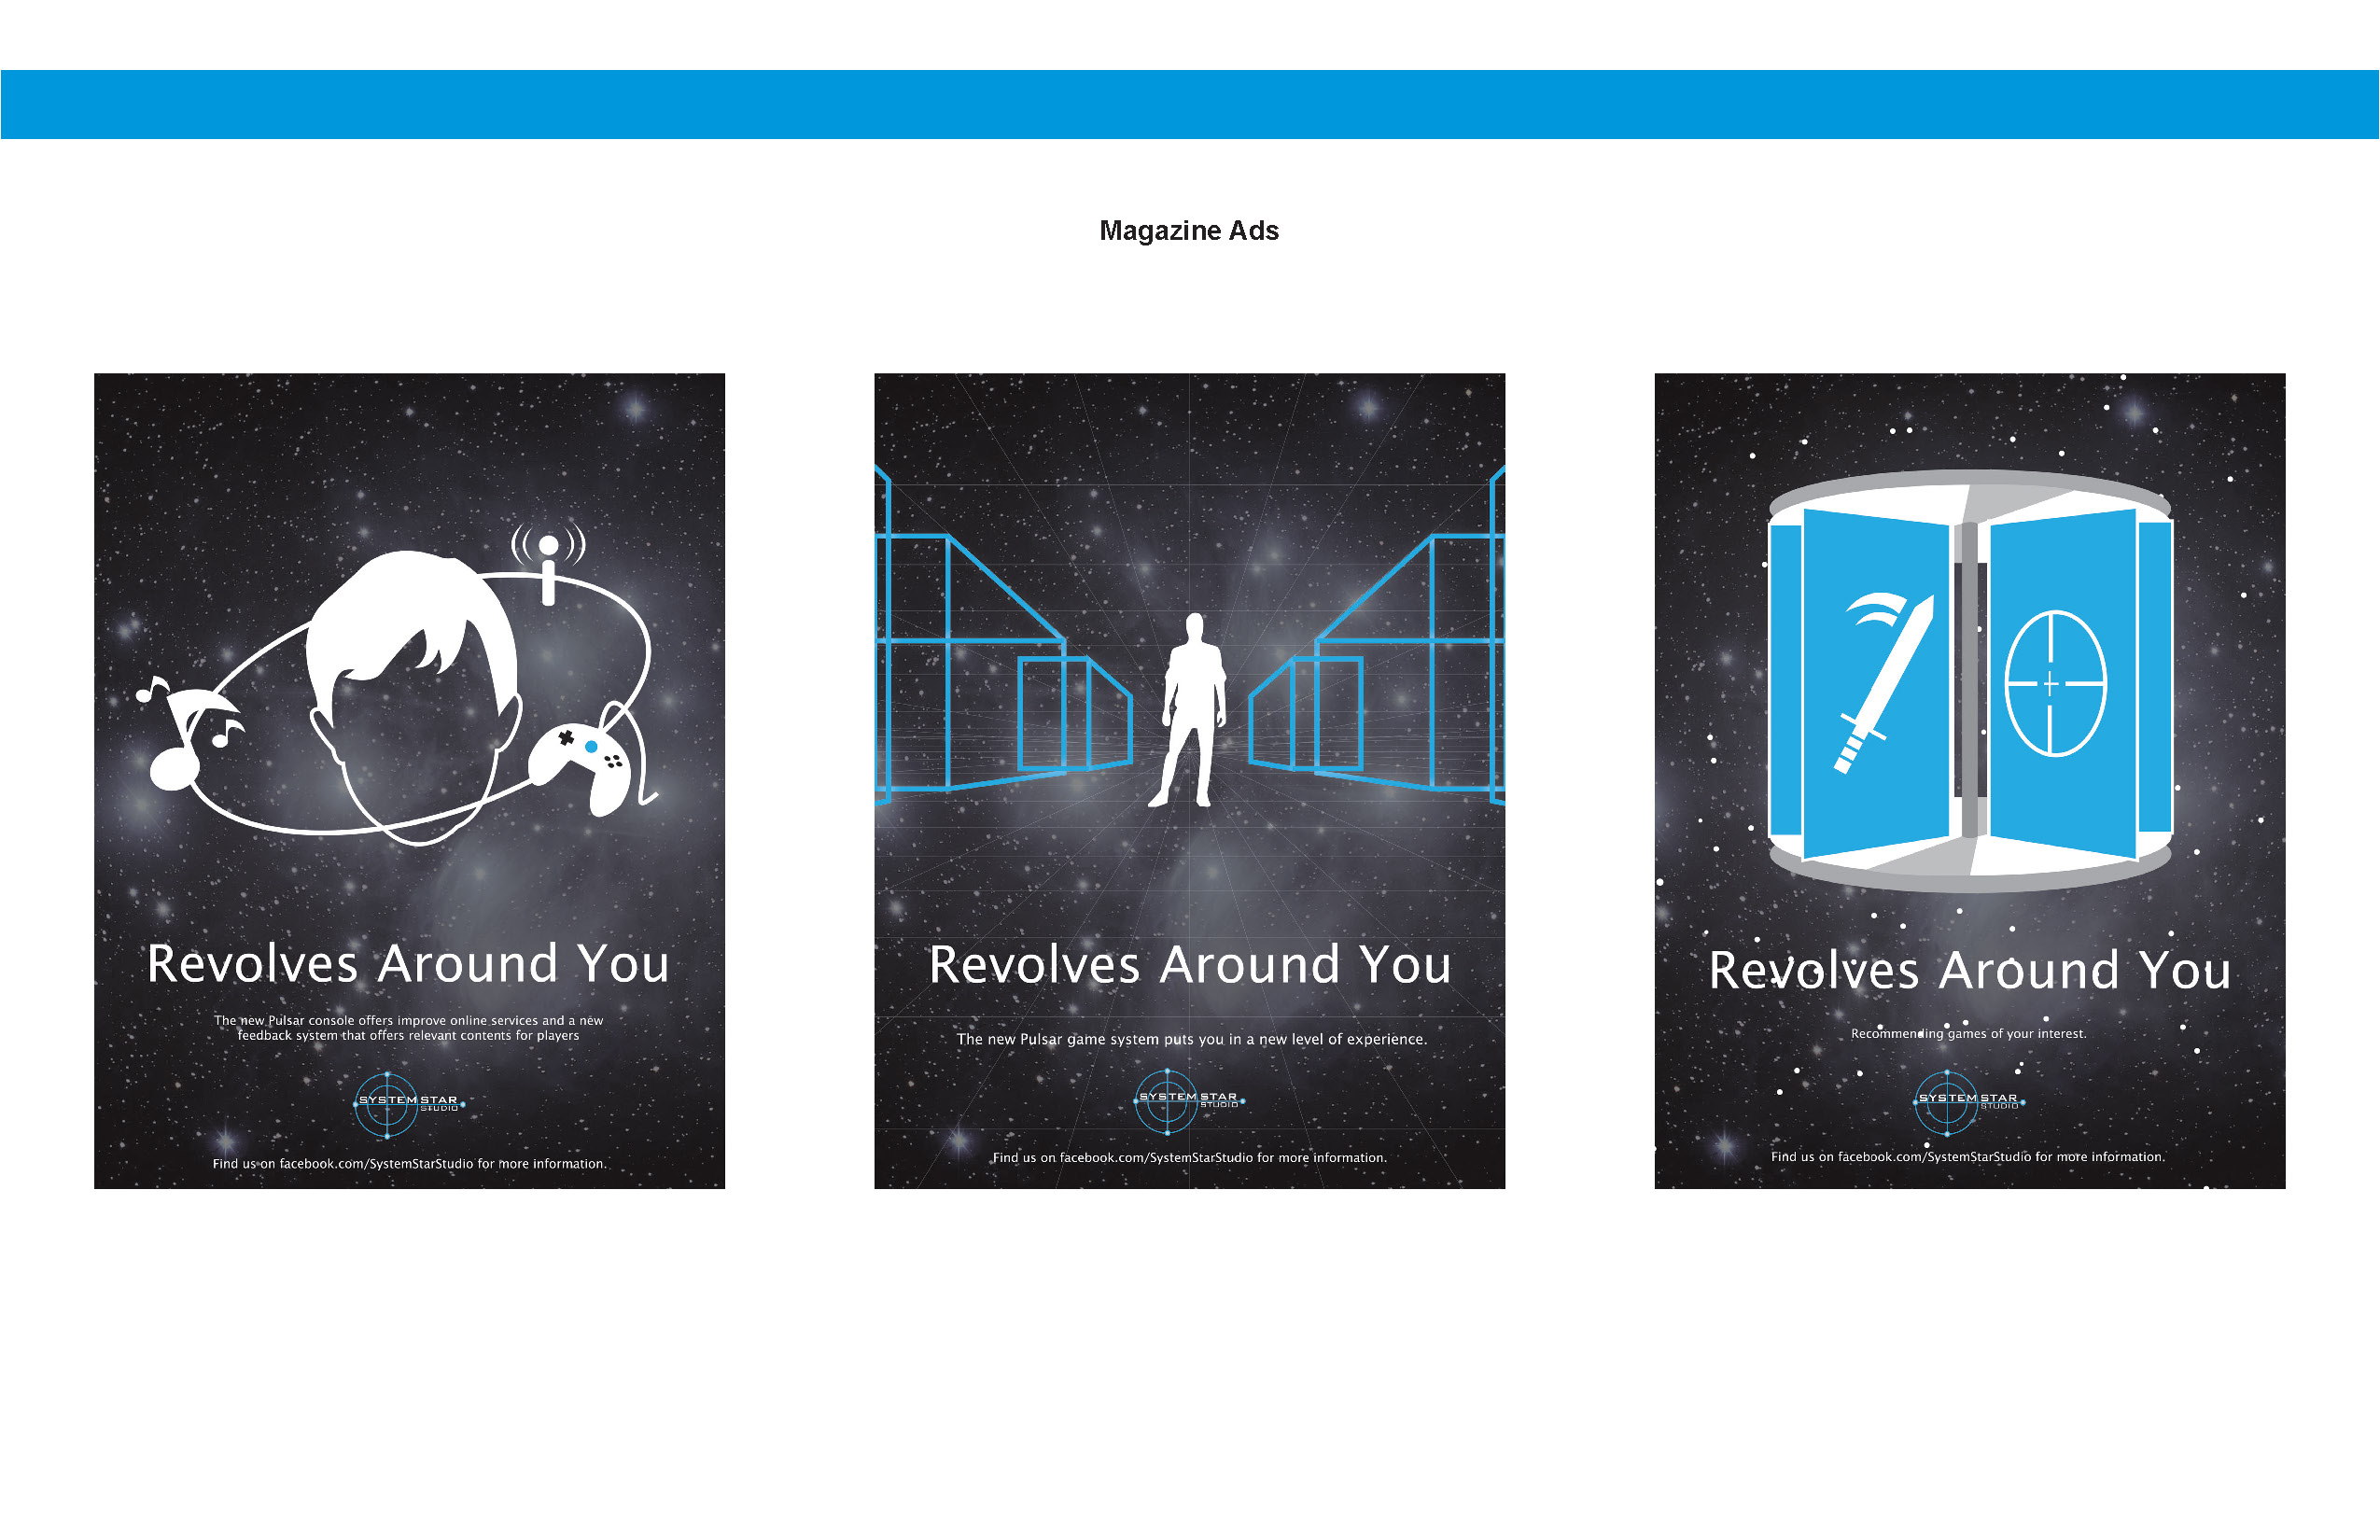 Magazine Ads
Revolves Around You
The new Pulsar console offers improve online services and a new
feedback system that offers relevant contents for players
SYSTEM STAR
STUDIO
Find us on facebook.com/SystemStarStudio for more information.
Revolves Around You
The new Pulsar game system puts you in a new level of experience.
SYSTEM STAR
STUDIO
Find us on facebook.com/SystemStarStudio for more information.
Revolves Around You
Recommending games of your interest.
SYSTEM STAR
STUDIO
Find us on facebook.com/SystemStarStudio for more information.